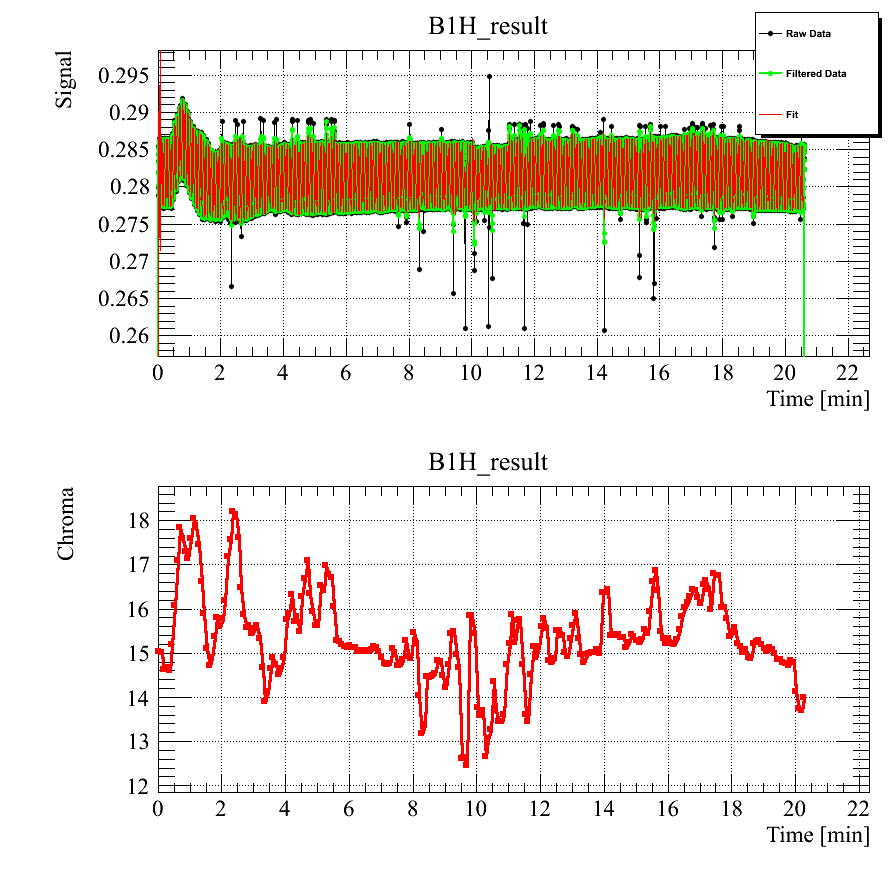 B1H_result
Signal
Raw Data
Filtered Data
Fit
0.295
0.29
0.285
0.28
0.275
0.27
0.265
0.26
0 2 4 6 8 10 12 14 16 18 20 22
Time [min]
B1H_result
Chroma
18
17
16
15
14
13
12
0 2 4 6 8 10 12 14 16 18 20 22
Time [min]